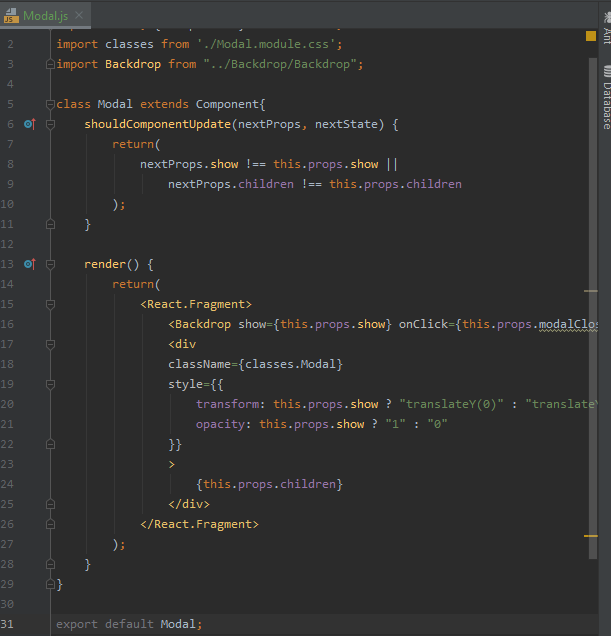 Modal.js
2 import classes from './Modal.module.css';
3 import Backdrop from "../Backdrop/Backdrop";
4
5 class Modal extends Component{
6 shouldComponentUpdate(nextProps, nextState) {
7 return(
8 nextProps.show !== this.props.show ||
9 nextProps.children !== this.props.children
10 );
11 }
12
13 render() {
14 return(
15 <React.Fragment>
16 <Backdrop show={this.props.show} onClick={this.props.modalClos
17 <div
18 className={classes.Modal}
19 style={{
20 transform: this.props.show ? "translateY(0)" : "translateY
21 opacity: this.props.show ? "1" : "0"
22 }}
23 >
24 {this.props.children}
25 </div>
26 </React.Fragment>
27 );
28 }
29 }
30
31 export default Modal;
Ant
Database